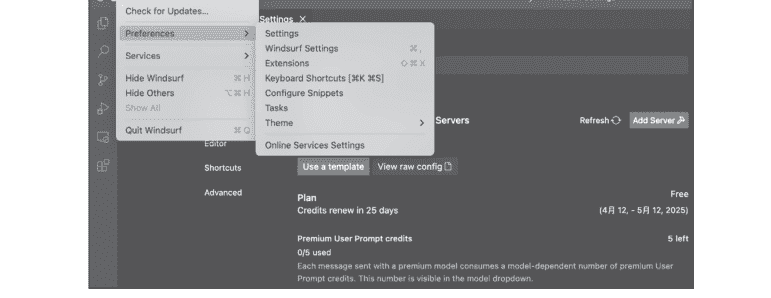 Check for Updates...
Settings ×
Preferences >
Settings
Windsurf Settings ⌘ ,
Services >
Extensions ⇧ ⌘ X
Hide Windsurf ⌘ H
Keyboard Shortcuts [⌘K ⌘S]
Hide Others ⌥ ⌘ H
Configure Snippets
Show All
Tasks
Theme >
Servers
Refresh
Add Server
Quit Windsurf ⌘ Q
Editor
Online Services Settings
Shortcuts
Use a template
View raw config
Advanced
Plan
Free
Credits renew in 25 days
(4月 12, - 5月 12, 2025)
Premium User Prompt credits
5 left
0/5 used
Each message sent with a premium model consumes a model-dependent number of premium User
Prompt credits. This number is visible in the model dropdown.